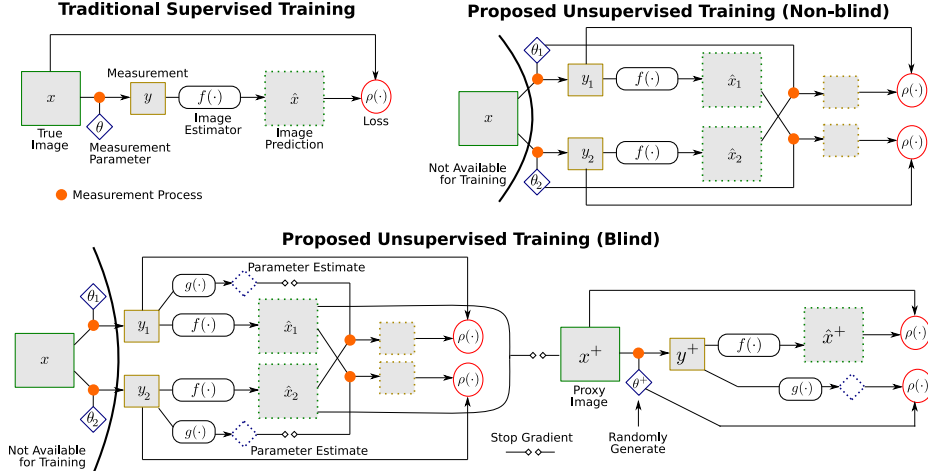 Traditional Supervised Training
x
θ
Measurement
y
f(·)
x̂
ρ(·)
True
Image
Measurement
Parameter
Image
Estimator
Image
Prediction
Loss
Measurement Process
Proposed Unsupervised Training (Non-blind)
x
θ₁
θ₂
y₁
f(·)
x̂₁
ρ(·)
y₂
f(·)
x̂₂
ρ(·)
Not Available
for Training
Proposed Unsupervised Training (Blind)
x
θ₁
θ₂
Not Available
for Training
g(·)
Parameter Estimate
y₁
f(·)
x̂₁
ρ(·)
y₂
f(·)
x̂₂
ρ(·)
g(·)
Parameter Estimate
Stop Gradient
x⁺
Proxy
Image
θ⁺
Randomly
Generate
y⁺
f(·)
x̂⁺
ρ(·)
g(·)
ρ(·)